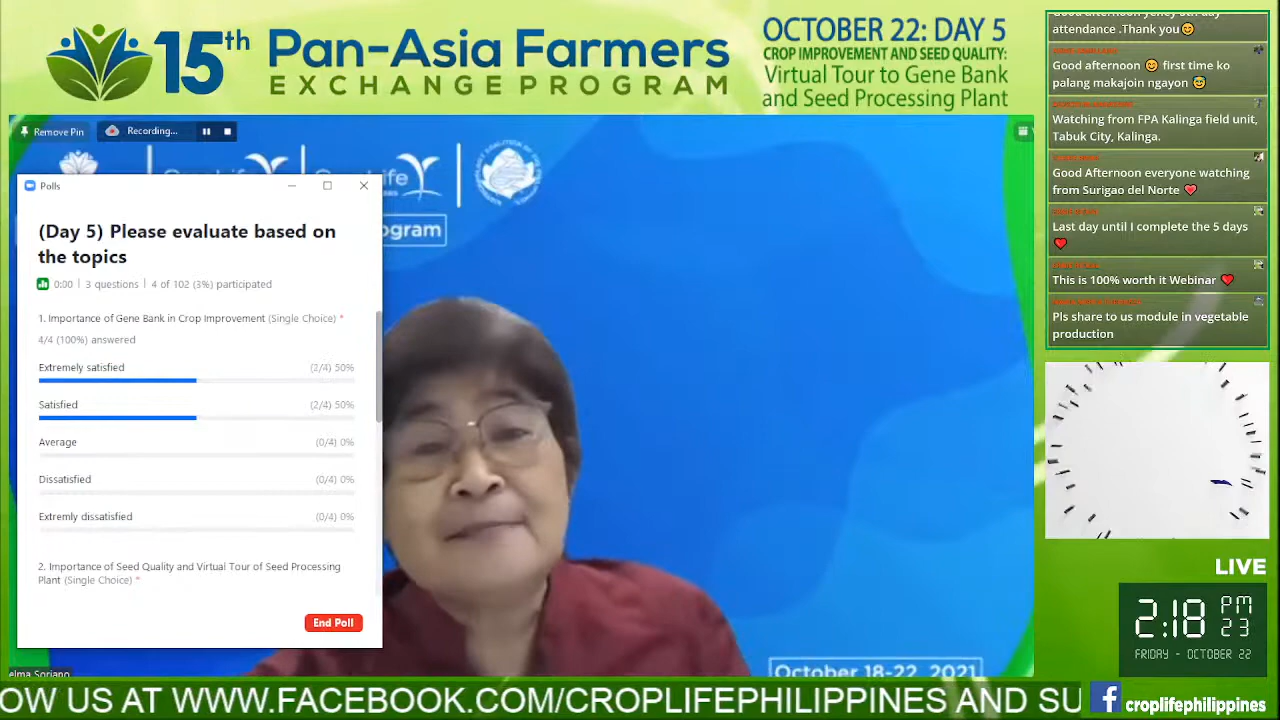 15th Pan-Asia Farmers
EXCHANGE PROGRAM
OCTOBER 22: DAY 5
CROP IMPROVEMENT AND SEED QUALITY:
Virtual Tour to Gene Bank
and Seed Processing Plant
Remove Pin
Recording...
Polls
(Day 5) Please evaluate based on
the topics
0:00 3 questions 4 of 102 (3%) participated
1. Importance of Gene Bank in Crop Improvement (Single Choice) *
4/4 (100%) answered
Extremely satisfied (2/4) 50%
Satisfied (2/4) 50%
Average (0/4) 0%
Dissatisfied (0/4) 0%
Extremly dissatisfied (0/4) 0%
2. Importance of Seed Quality and Virtual Tour of Seed Processing
Plant (Single Choice) *
End Poll
ogram
elma Soriano
October 18-22, 2021
attendance .Thank you😊
Good afternoon 😊 first time ko
palang makajoin ngayon 😅
Watching from FPA Kalinga field unit,
Tabuk City, Kalinga.
Good Afternoon everyone watching
from Surigao del Norte ❤
Last day until I complete the 5 days
❤
This is 100% worth it Webinar ❤
Pls share to us module in vegetable
production
LIVE
2:18 PM
23
FRIDAY - OCTOBER 22
OW US AT WWW.FACEBOOK.COM/CROPLIFEPHILIPPINES AND SU
croplifephilippines